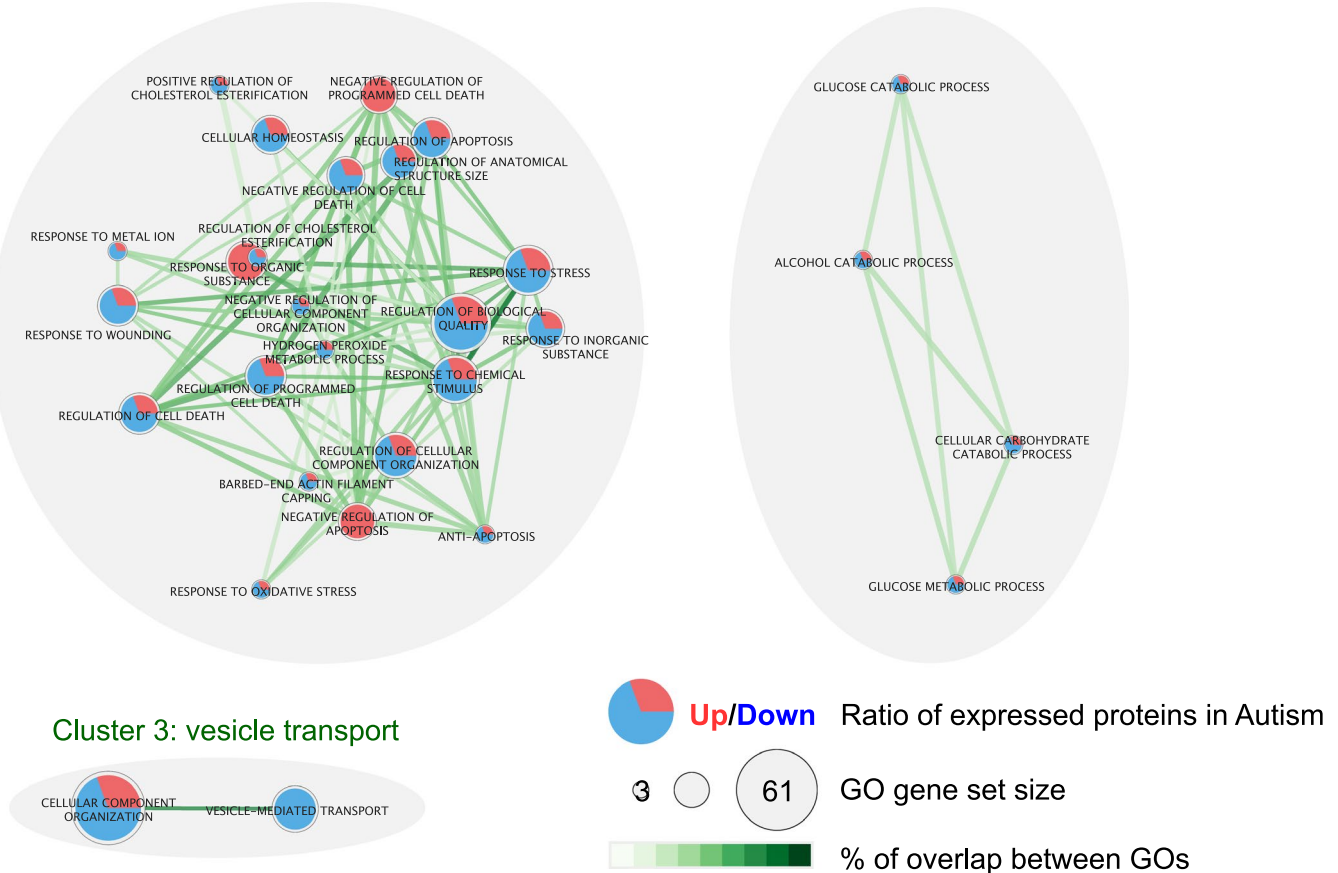 POSITIVE REGULATION OF
CHOLESTEROL ESTERIFICATION
NEGATIVE REGULATION OF
PROGRAMMED CELL DEATH
CELLULAR HOMEOSTASIS
REGULATION OF APOPTOSIS
REGULATION OF ANATOMICAL
STRUCTURE SIZE
NEGATIVE REGULATION OF CELL
DEATH
RESPONSE TO METAL ION
REGULATION OF CHOLESTEROL
ESTERIFICATION
RESPONSE TO ORGANIC
SUBSTANCE
RESPONSE TO STRESS
NEGATIVE REGULATION OF
CELLULAR COMPONENT
ORGANIZATION
REGULATION OF BIOLOGICAL
QUALITY
RESPONSE TO WOUNDING
RESPONSE TO INORGANIC
SUBSTANCE
HYDROGEN PEROXIDE
METABOLIC PROCESS
RESPONSE TO CHEMICAL
STIMULUS
REGULATION OF PROGRAMMED
CELL DEATH
REGULATION OF CELL DEATH
REGULATION OF CELLULAR
COMPONENT ORGANIZATION
BARBED-END ACTIN FILAMENT
CAPPING
NEGATIVE REGULATION OF
APOPTOSIS
ANTI-APOPTOSIS
RESPONSE TO OXIDATIVE STRESS
GLUCOSE CATABOLIC PROCESS
ALCOHOL CATABOLIC PROCESS
CELLULAR CARBOHYDRATE
CATABOLIC PROCESS
GLUCOSE METABOLIC PROCESS
Cluster 3: vesicle transport
CELLULAR COMPONENT
ORGANIZATION
VESICLE-MEDIATED TRANSPORT
Up/Down Ratio of expressed proteins in Autism
3 61 GO gene set size
% of overlap between GOs